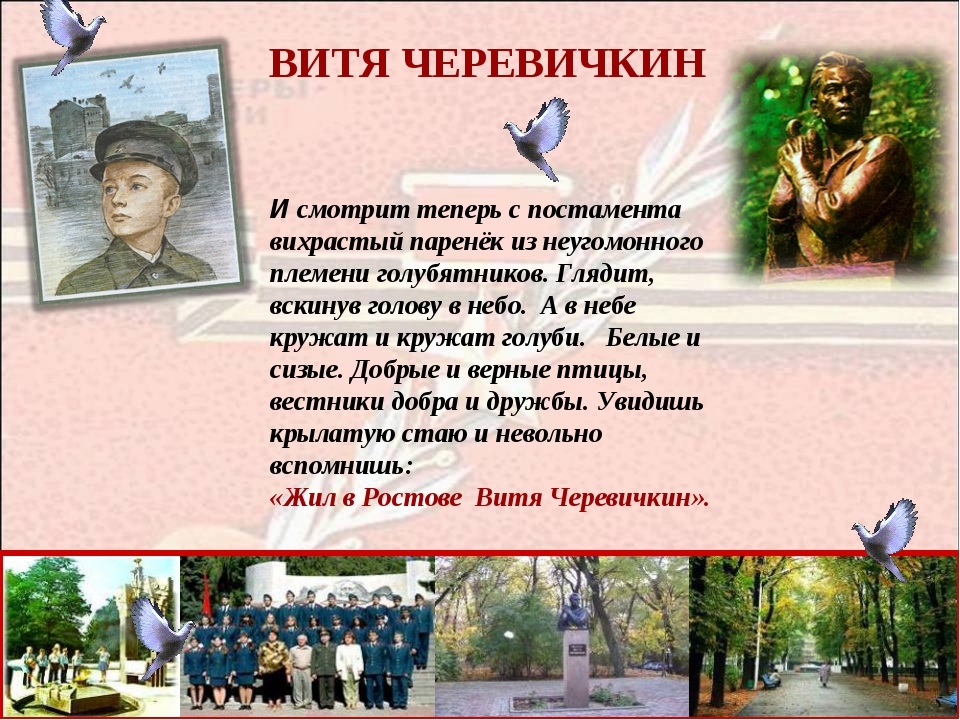 ВИТЯ ЧЕРЕВИЧКИН
И смотрит теперь с постамента
вихрастый паренёк из неугомонного
племени голубятников. Глядит,
вскинув голову в небо. А в небе
кружат и кружат голуби. Белые и
сизые. Добрые и верные птицы,
вестники добра и дружбы. Увидишь
крылатую стаю и невольно
вспомнишь:
«Жил в Ростове Витя Черевичкин».